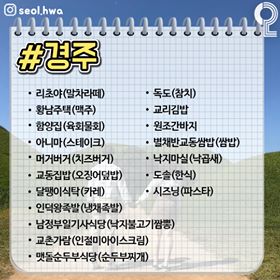 seol,hwa
#경주
• 리초야(말차라떼)
• 황남주택(맥주)
• 함양집(육회물회)
• 아니마(스테이크)
• 머거버거(치즈버거)
• 교동집밥(오징어덮밥)
• 달팽이식탁(카레)
• 인덕왕족발(냉채족발)
• 남정부일기사식당(낙지불고기짬뽕)
• 교촌가람(인절미아이스크림)
• 맷돌순두부식당(순두부찌개)
• 독도(참치)
• 교리김밥
• 원조간바지
• 별채반교동쌈밥(쌈밥)
• 낙지마실(낙곱새)
• 도솔(한식)
• 시즈닝(파스타)